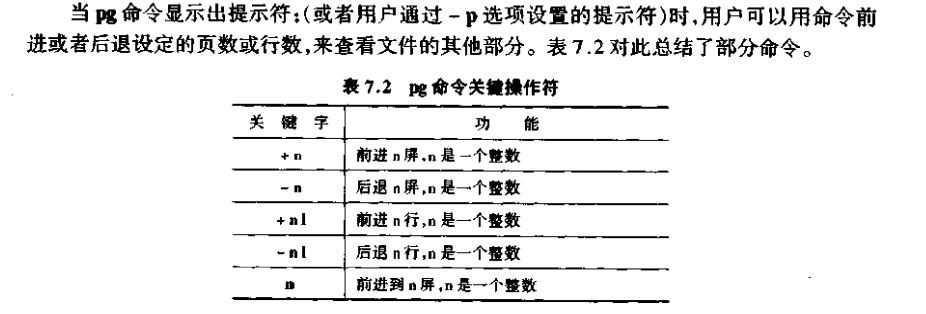 当 pg 命令显示出提示符:(或者用户通过 – p 选项设置的提示符)时,用户可以用命令前
进或者后退设定的页数或行数,来查看文件的其他部分。表 7.2 对此总结了部分命令。
表 7.2 pg 命令关键操作符
关 键 字 功 能
+ n 前进 n 屏,n 是一个整数
– n 后退 n 屏,n 是一个整数
+ n l 前进 n 行,n 是一个整数
– n l 后退 n 行,n 是一个整数
n 前进到 n 屏,n 是一个整数